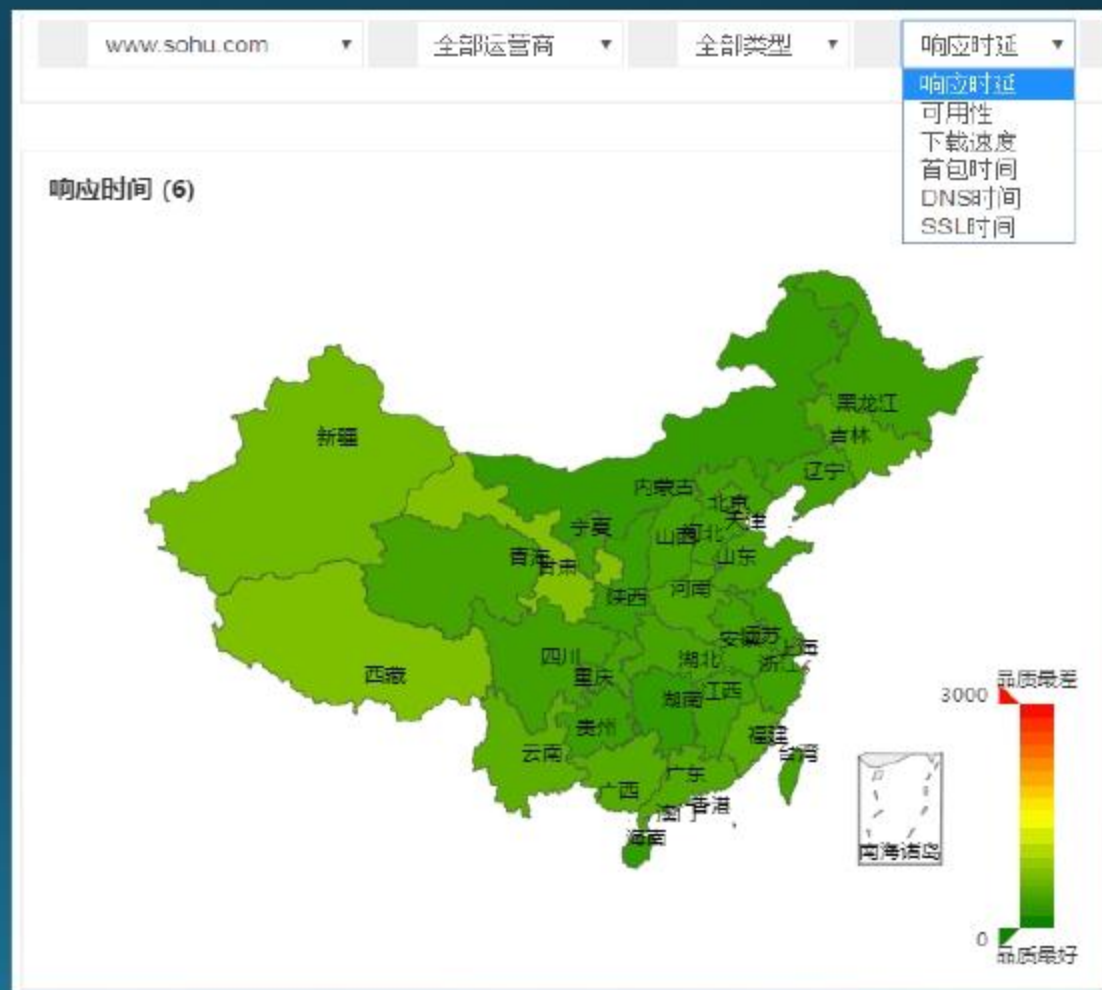 www.sohu.com
全部运营商
全部类型
响应时延
响应时延
可用性
下载速度
首包时间
DNS时间
SSL时间
响应时间 (6)
黑龙江
吉林
新疆
辽宁
内蒙古
北京
天津
宁夏
山西
河北
青海
甘肃
山东
陕西
河南
安徽
江苏
上海
四川
湖北
浙江
西藏
重庆
湖南
江西
贵州
福建
云南
台湾
广东
广西
澳门
香港
海南
南海诸岛
品质最差
3000
0
品质最好